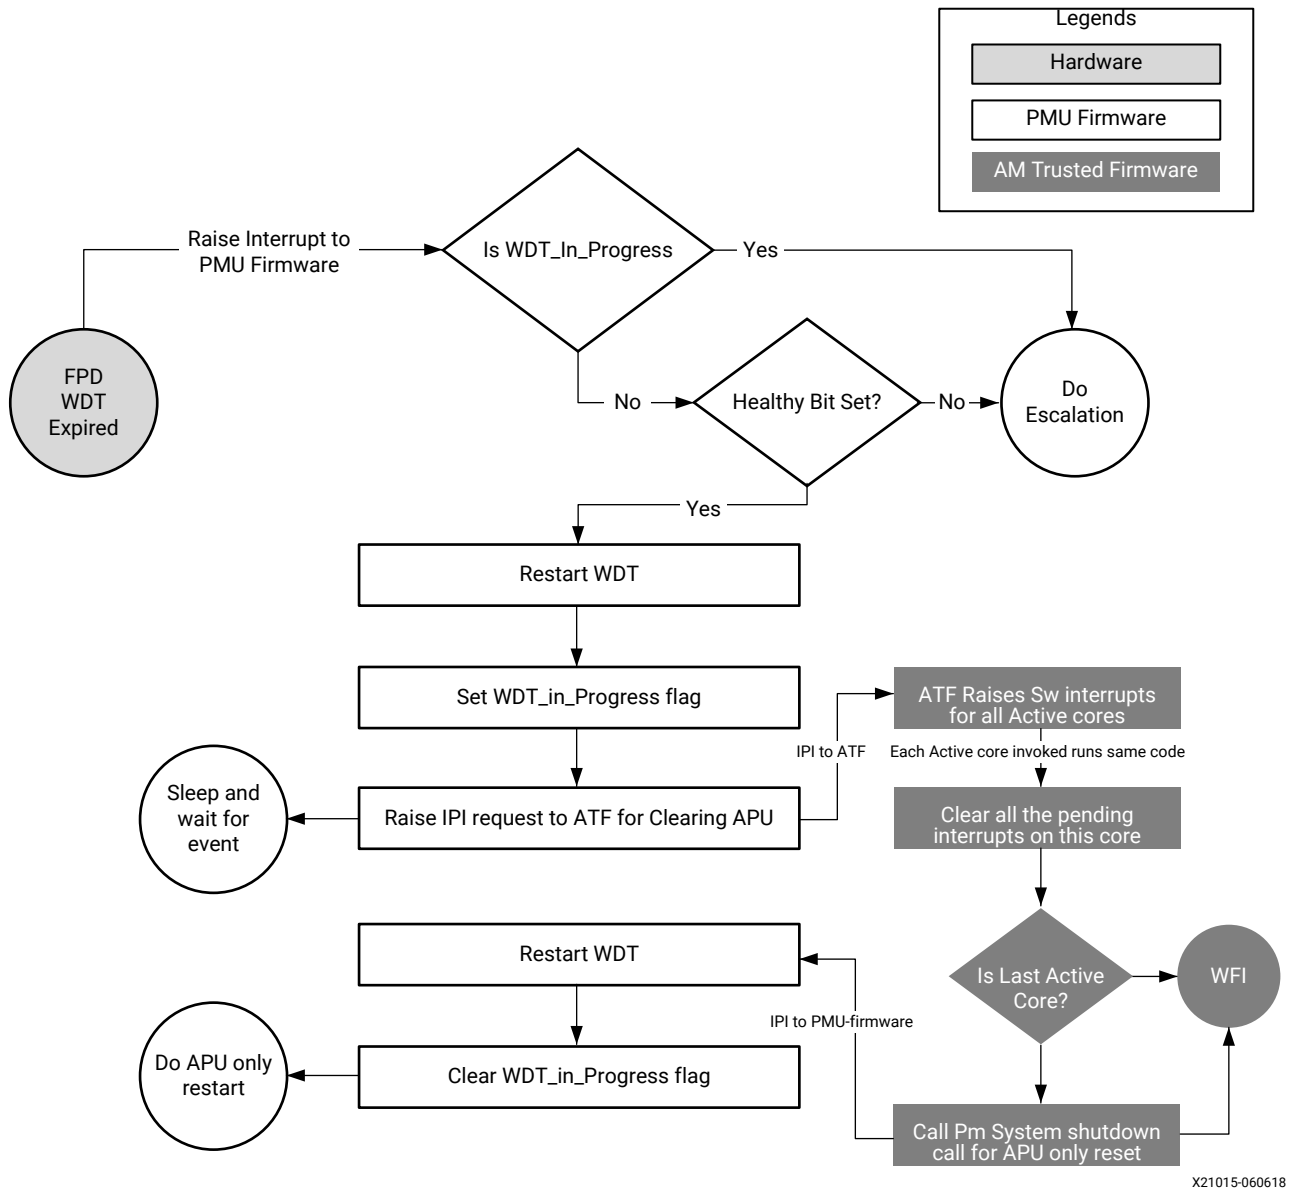 Legends
Hardware
PMU Firmware
AM Trusted Firmware
Raise Interrupt to
PMU Firmware
Is WDT_In_Progress
Yes
FPD
WDT
Expired
No
Healthy Bit Set?
No
Do
Escalation
Yes
Restart WDT
Set WDT_in_Progress flag
ATF Raises Sw interrupts
for all Active cores
IPI to ATF
Each Active core invoked runs same code
Sleep and
wait for
event
Raise IPI request to ATF for Clearing APU
Clear all the pending
interrupts on this core
Restart WDT
Is Last Active
Core?
WFI
IPI to PMU-firmware
Do APU only
restart
Clear WDT_in_Progress flag
Call Pm System shutdown
call for APU only reset
X21015-060618